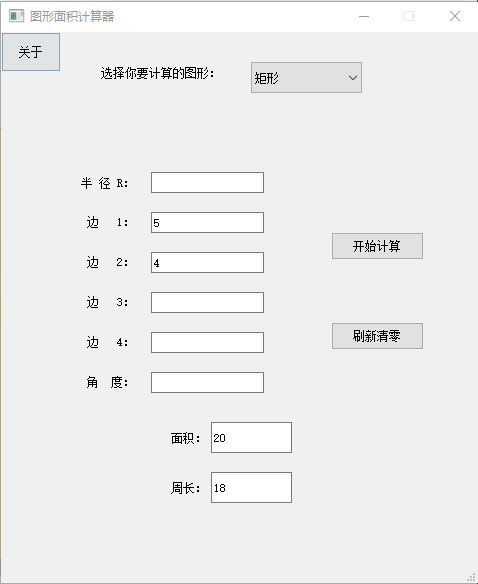 图形面积计算器
关于
选择你要计算的图形： 矩形
半 径 R：
边 1： 5
边 2： 4
开始计算
边 3：
边 4：
刷新清零
角 度：
面积： 20
周长： 18